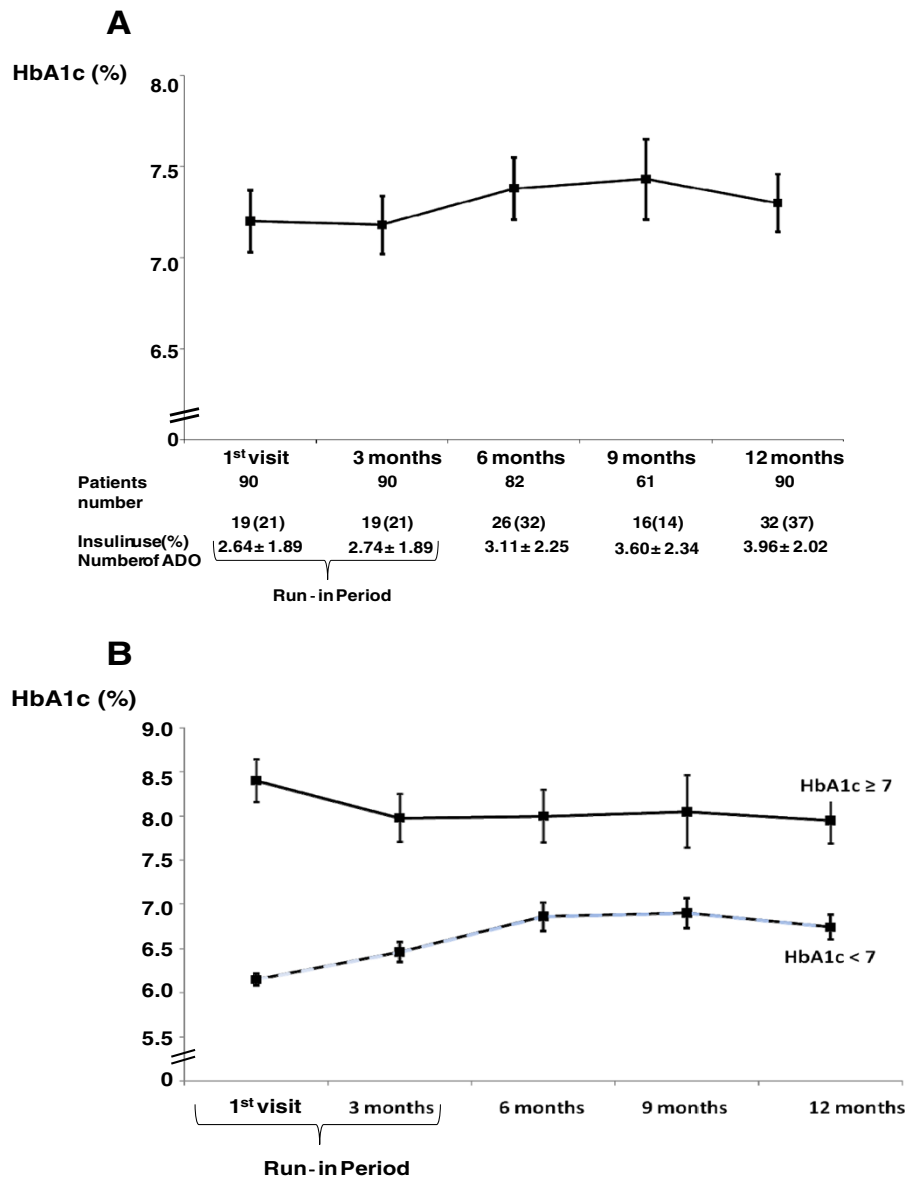 A
HbA1c (%)
8.0
7.5
7.0
6.5
0
1st visit 3 months 6 months 9 months 12 months
Patients 90 90 82 61 90
number
19 (21) 19 (21) 26 (32) 16(14) 32 (37)
Insulinuse(%)
2.64± 1.89 2.74± 1.89 3.11± 2.25 3.60± 2.34 3.96± 2.02
Numberof ADO
Run-in Period
B
HbA1c (%)
9.0
8.5
HbA1c ≥ 7
8.0
7.5
7.0
6.5
HbA1c < 7
6.0
5.5
0
1st visit 3 months 6 months 9 months 12 months
Run-in Period